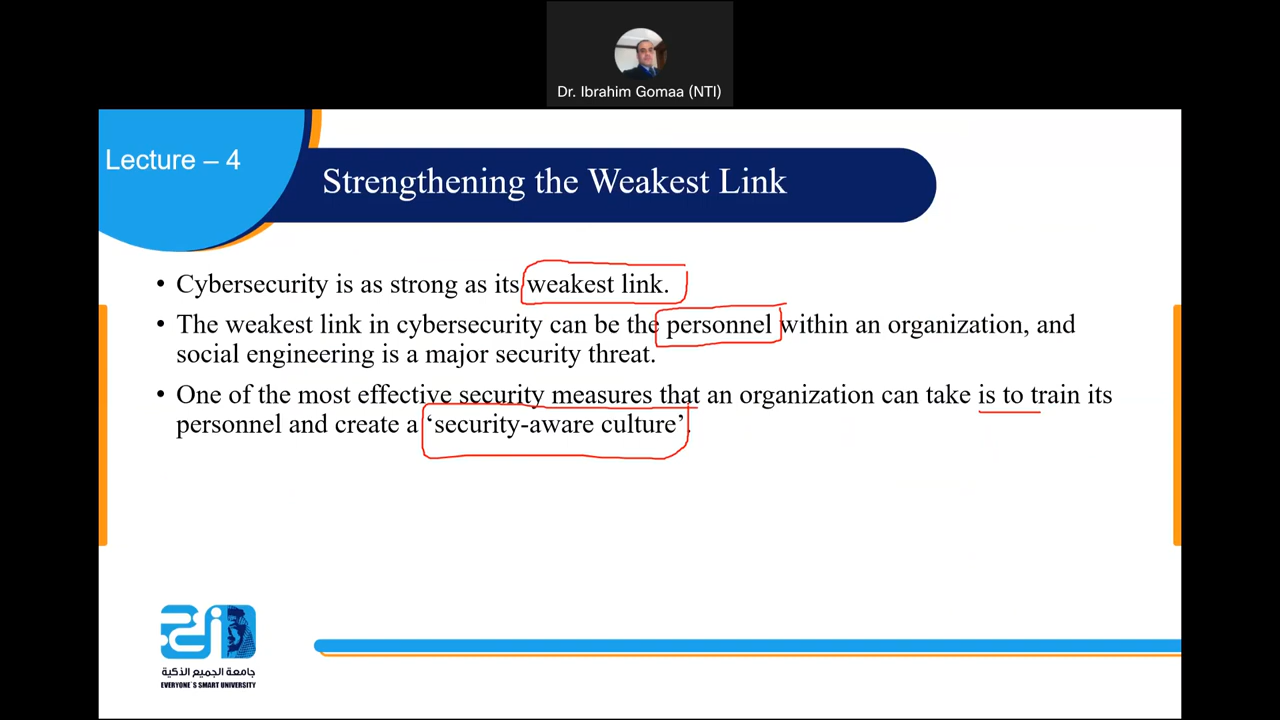 Dr. Ibrahim Gomaa (NTI)
Lecture – 4
Strengthening the Weakest Link
• Cybersecurity is as strong as its weakest link.
• The weakest link in cybersecurity can be the personnel within an organization, and
social engineering is a major security threat.
• One of the most effective security measures that an organization can take is to train its
personnel and create a ‘security-aware culture’.
جامعة الجميع الذكية
EVERYONE`S SMART UNIVERSITY